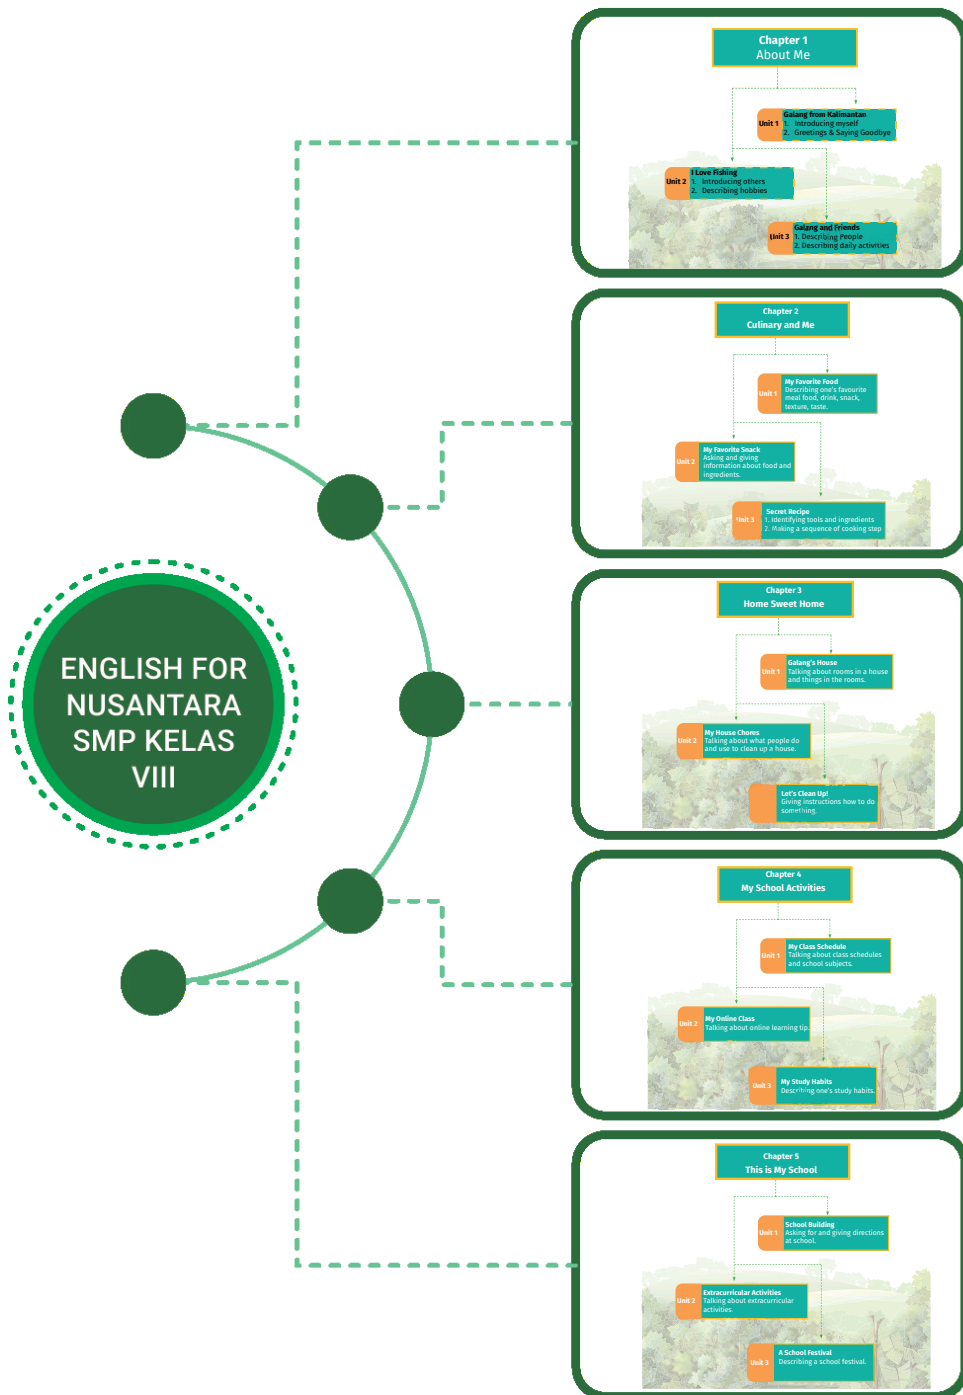 ENGLISH FOR
NUSANTARA
SMP KELAS
VIII
Chapter 1
About Me
Unit 1
Galang from Kalimantan
1. Introducing myself
2. Greetings & Saying Goodbye
Unit 2
I Love Fishing
1. Introducing others
2. Describing hobbies
Unit 3
Galang and Friends
1. Describing People
2. Describing daily activities
Chapter 2
Culinary and Me
Unit 1
My Favorite Food
Describing one's favourite
meal food, drink, snack,
texture, taste.
Unit 2
My Favorite Snack
Asking and giving
information about food and
ingredients.
Unit 3
Secret Recipe
1. Identifying tools and ingredients
2. Making a sequence of cooking step
Chapter 3
Home Sweet Home
Unit 1
Galang's House
Talking about rooms in a house
and things in the rooms.
Unit 2
My House Chores
Talking about what people do
and use to clean up a house.
Let's Clean Up!
Giving instructions how to do
something.
Chapter 4
My School Activities
Unit 1
My Class Schedule
Talking about class schedules
and school subjects.
Unit 2
My Online Class
Talking about online learning tip.
Unit 3
My Study Habits
Describing one's study habits.
Chapter 5
This is My School
Unit 1
School Building
Asking for and giving directions
at school.
Unit 2
Extracurricular Activities
Talking about extracurricular
activities
Unit 3
A School Festival
Describing a school festival.